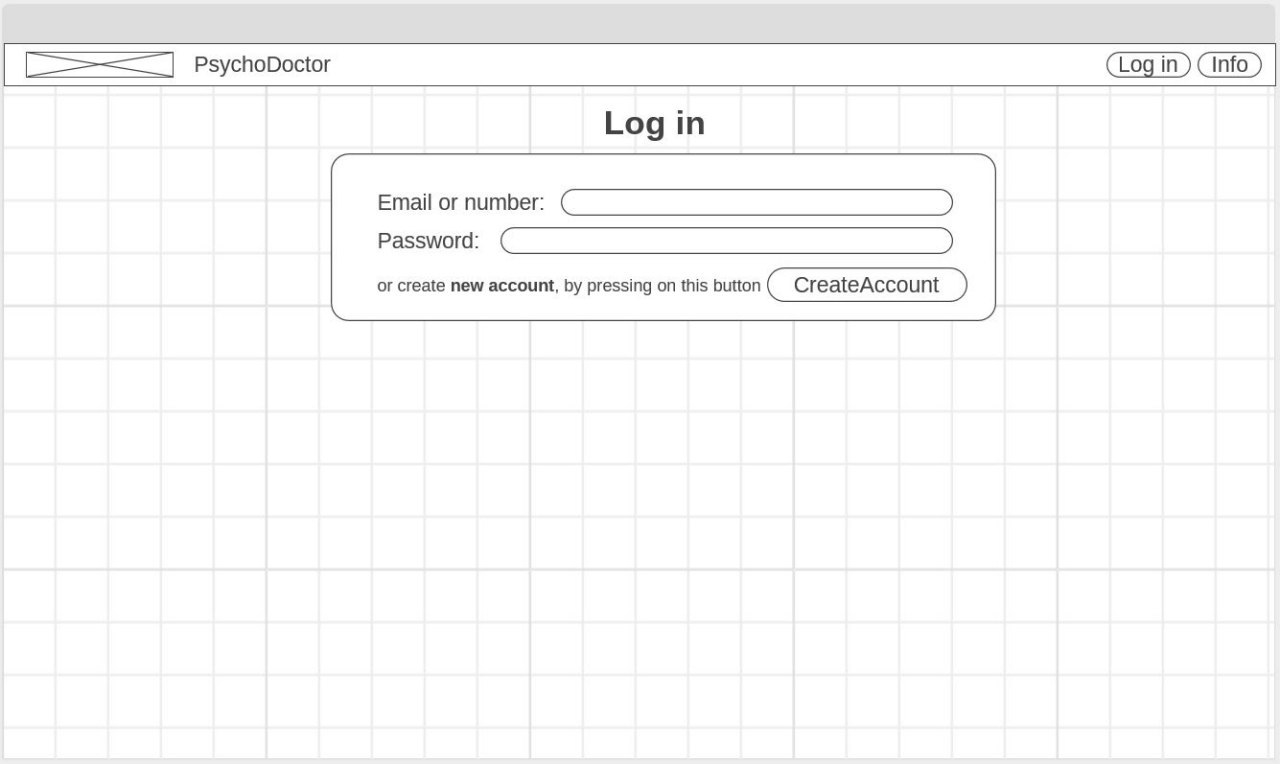 PsychoDoctor
Log in Info
Log in
Email or number:
Password:
or create new account, by pressing on this button CreateAccount